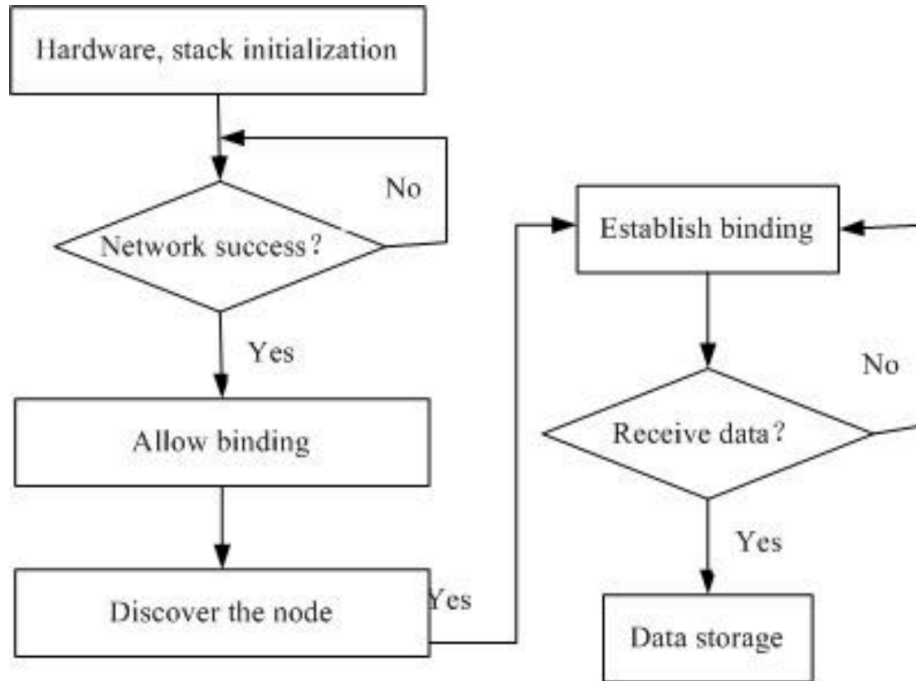 Hardware, stack initialization
No
Network success？
Yes
Allow binding
Discover the node
Yes
Establish binding
No
Receive data？
Yes
Data storage